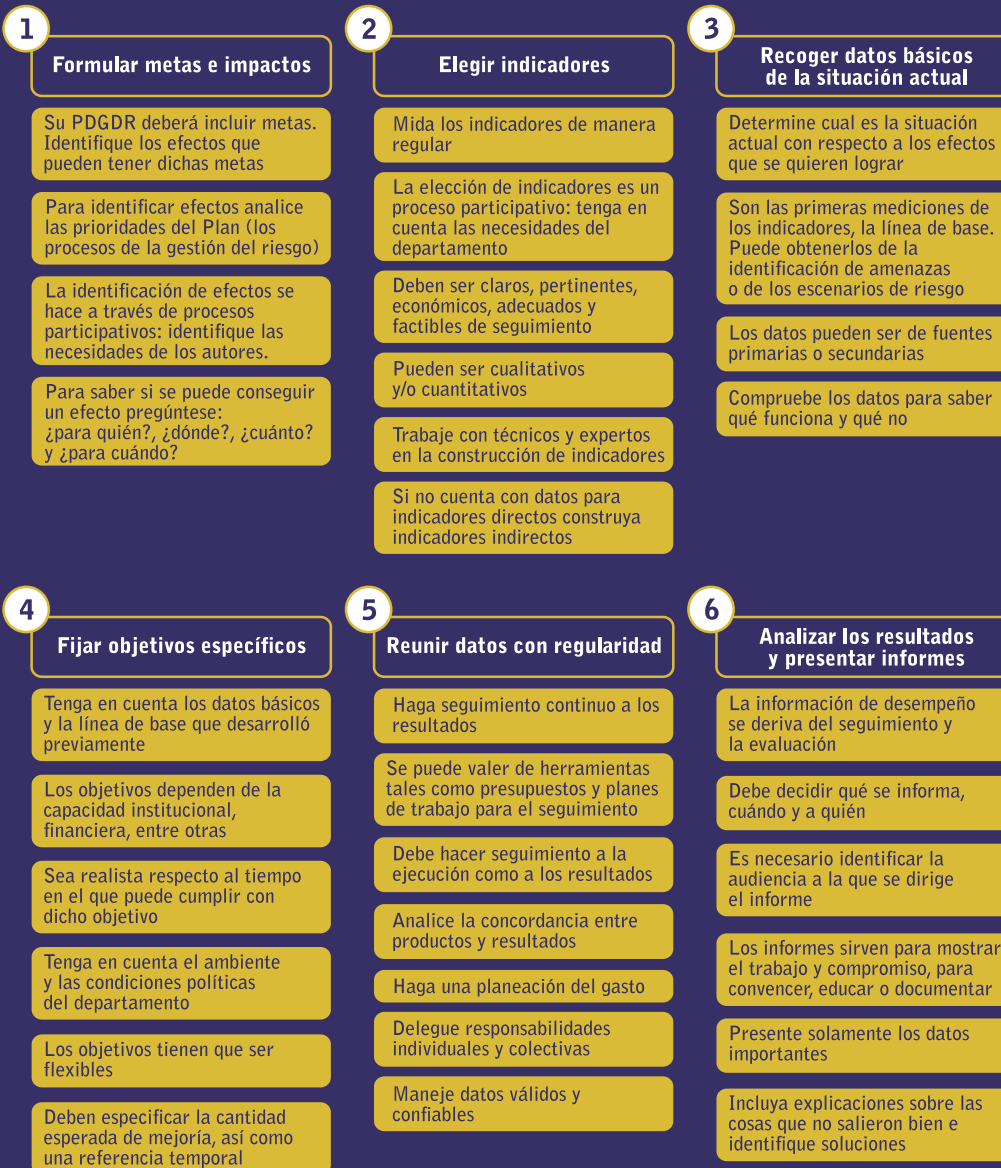 1
Formular metas e impactos
Su PDGDR deberá incluir metas.
Identifique los efectos que
pueden tener dichas metas
Para identificar efectos analice
las prioridades del Plan (los
procesos de la gestión del riesgo)
La identificación de efectos se
hace a través de procesos
participativos: identifique las
necesidades de los autores.
Para saber si se puede conseguir
un efecto pregúntese:
¿para quién?, ¿dónde?, ¿cuánto?
y ¿para cuándo?
2
Elegir indicadores
Mida los indicadores de manera
regular
La elección de indicadores es un
proceso participativo: tenga en
cuenta las necesidades del
departamento
Deben ser claros, pertinentes,
económicos, adecuados y
factibles de seguimiento
Pueden ser cualitativos
y/o cuantitativos
Trabaje con técnicos y expertos
en la construcción de indicadores
Si no cuenta con datos para
indicadores directos construya
indicadores indirectos
3
Recoger datos básicos
de la situación actual
Determine cual es la situación
actual con respecto a los efectos
que se quieren lograr
Son las primeras mediciones de
los indicadores, la línea de base.
Puede obtenerlos de la
identificación de amenazas
o de los escenarios de riesgo
Los datos pueden ser de fuentes
primarias o secundarias
Compruebe los datos para saber
qué funciona y qué no
4
Fijar objetivos específicos
Tenga en cuenta los datos básicos
y la línea de base que desarrolló
previamente
Los objetivos dependen de la
capacidad institucional,
financiera, entre otras
Sea realista respecto al tiempo
en el que puede cumplir con
dicho objetivo
Tenga en cuenta el ambiente
y las condiciones políticas
del departamento
Los objetivos tienen que ser
flexibles
Deben especificar la cantidad
esperada de mejoría, así como
una referencia temporal
5
Reunir datos con regularidad
Haga seguimiento continuo a los
resultados
Se puede valer de herramientas
tales como presupuestos y planes
de trabajo para el seguimiento
Debe hacer seguimiento a la
ejecución como a los resultados
Analice la concordancia entre
productos y resultados
Haga una planeación del gasto
Delegue responsabilidades
individuales y colectivas
Maneje datos válidos y
confiables
6
Analizar los resultados
y presentar informes
La información de desempeño
se deriva del seguimiento y
la evaluación
Debe decidir qué se informa,
cuándo y a quién
Es necesario identificar la
audiencia a la que se dirige
el informe
Los informes sirven para mostrar
el trabajo y compromiso, para
convencer, educar o documentar
Presente solamente los datos
importantes
Incluya explicaciones sobre las
cosas que no salieron bien e
identifique soluciones